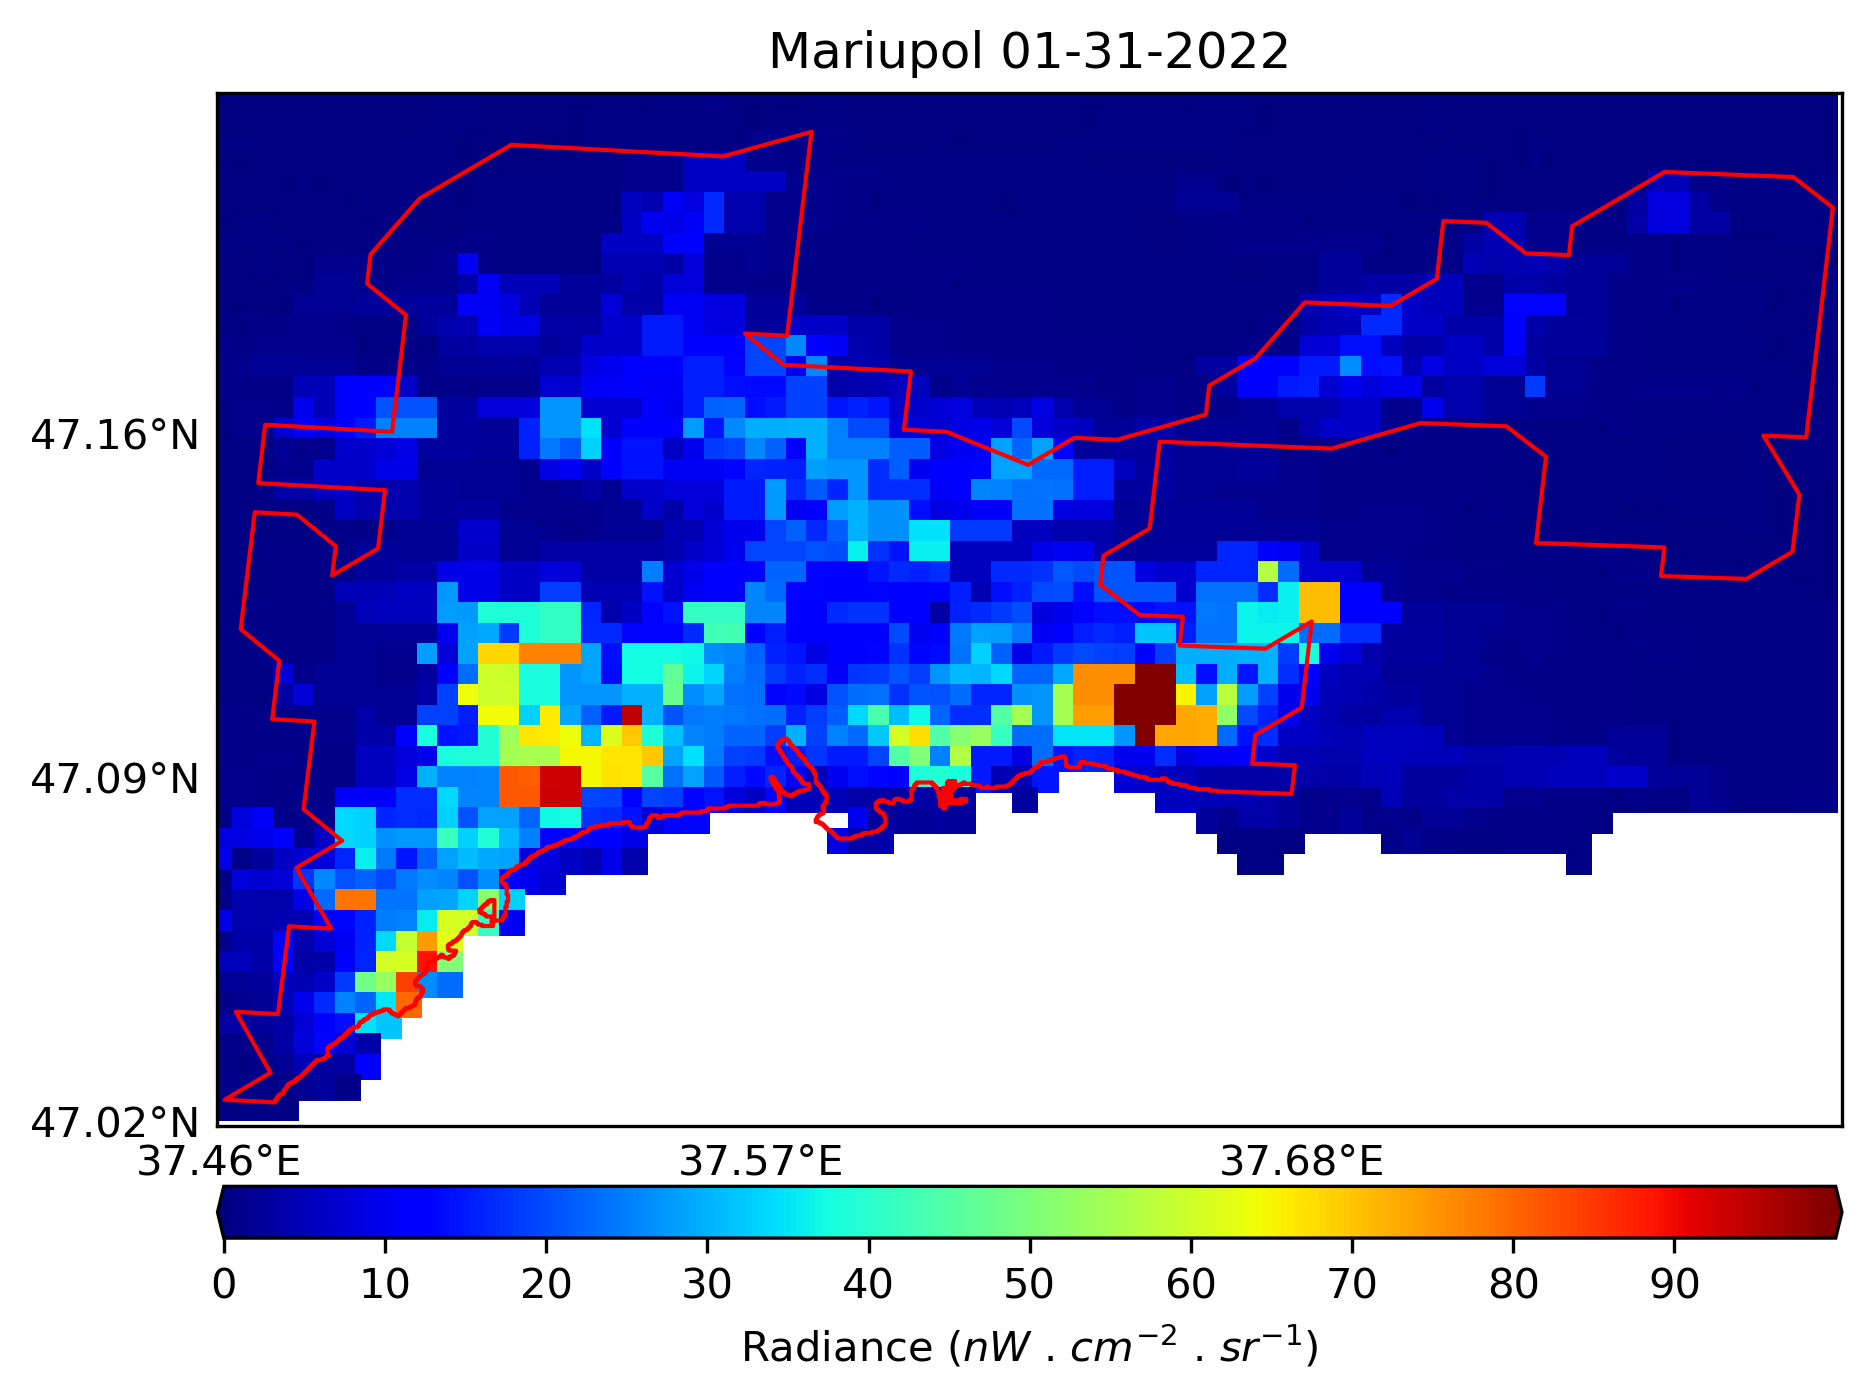 Mariupol 01-31-2022
47.16°N
47.09°N
47.02°N
37.46°E 37.57°E 37.68°E
0 10 20 30 40 50 60 70 80 90
Radiance (nW . cm⁻² . sr⁻¹)